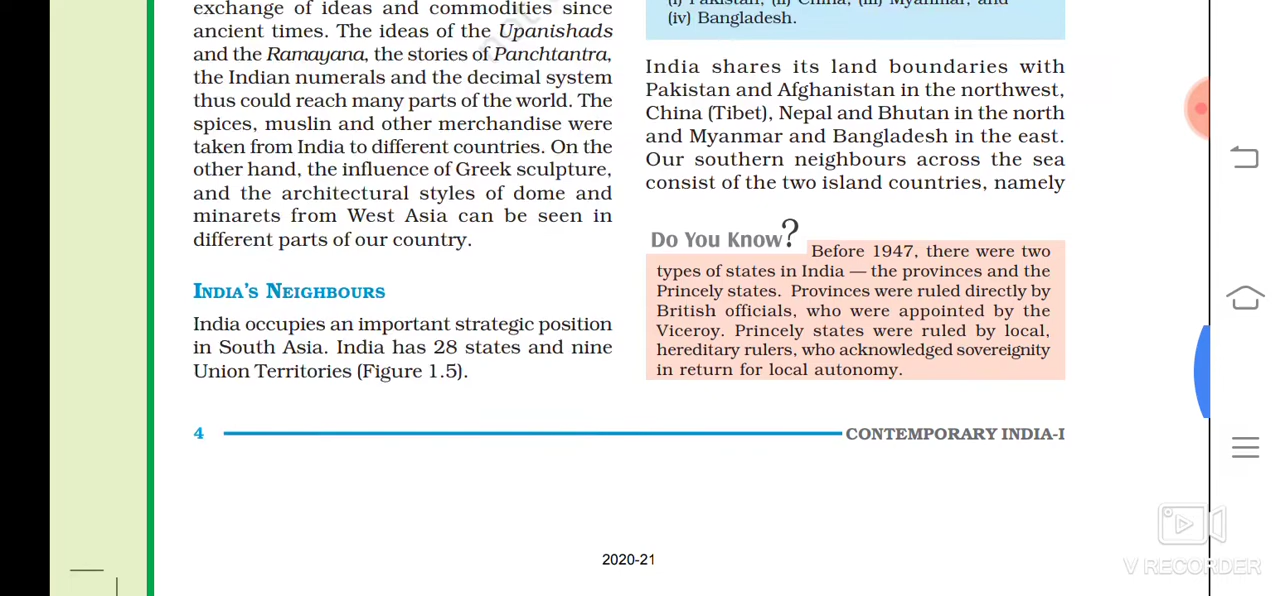 exchange of ideas and commodities since
ancient times. The ideas of the Upanishads
and the Ramayana, the stories of Panchtantra,
the Indian numerals and the decimal system
thus could reach many parts of the world. The
spices, muslin and other merchandise were
taken from India to different countries. On the
other hand, the influence of Greek sculpture,
and the architectural styles of dome and
minarets from West Asia can be seen in
different parts of our country.
INDIA'S NEIGHBOURS
India occupies an important strategic position
in South Asia. India has 28 states and nine
Union Territories (Figure 1.5).
(i) Pakistan, (ii) China, (iii) Myanmar, and
(iv) Bangladesh.
India shares its land boundaries with
Pakistan and Afghanistan in the northwest,
China (Tibet), Nepal and Bhutan in the north
and Myanmar and Bangladesh in the east.
Our southern neighbours across the sea
consist of the two island countries, namely
Do You Know?
Before 1947, there were two
types of states in India — the provinces and the
Princely states. Provinces were ruled directly by
British officials, who were appointed by the
Viceroy. Princely states were ruled by local,
hereditary rulers, who acknowledged sovereignity
in return for local autonomy.
4
CONTEMPORARY INDIA-I
2020-21
V RECORDER